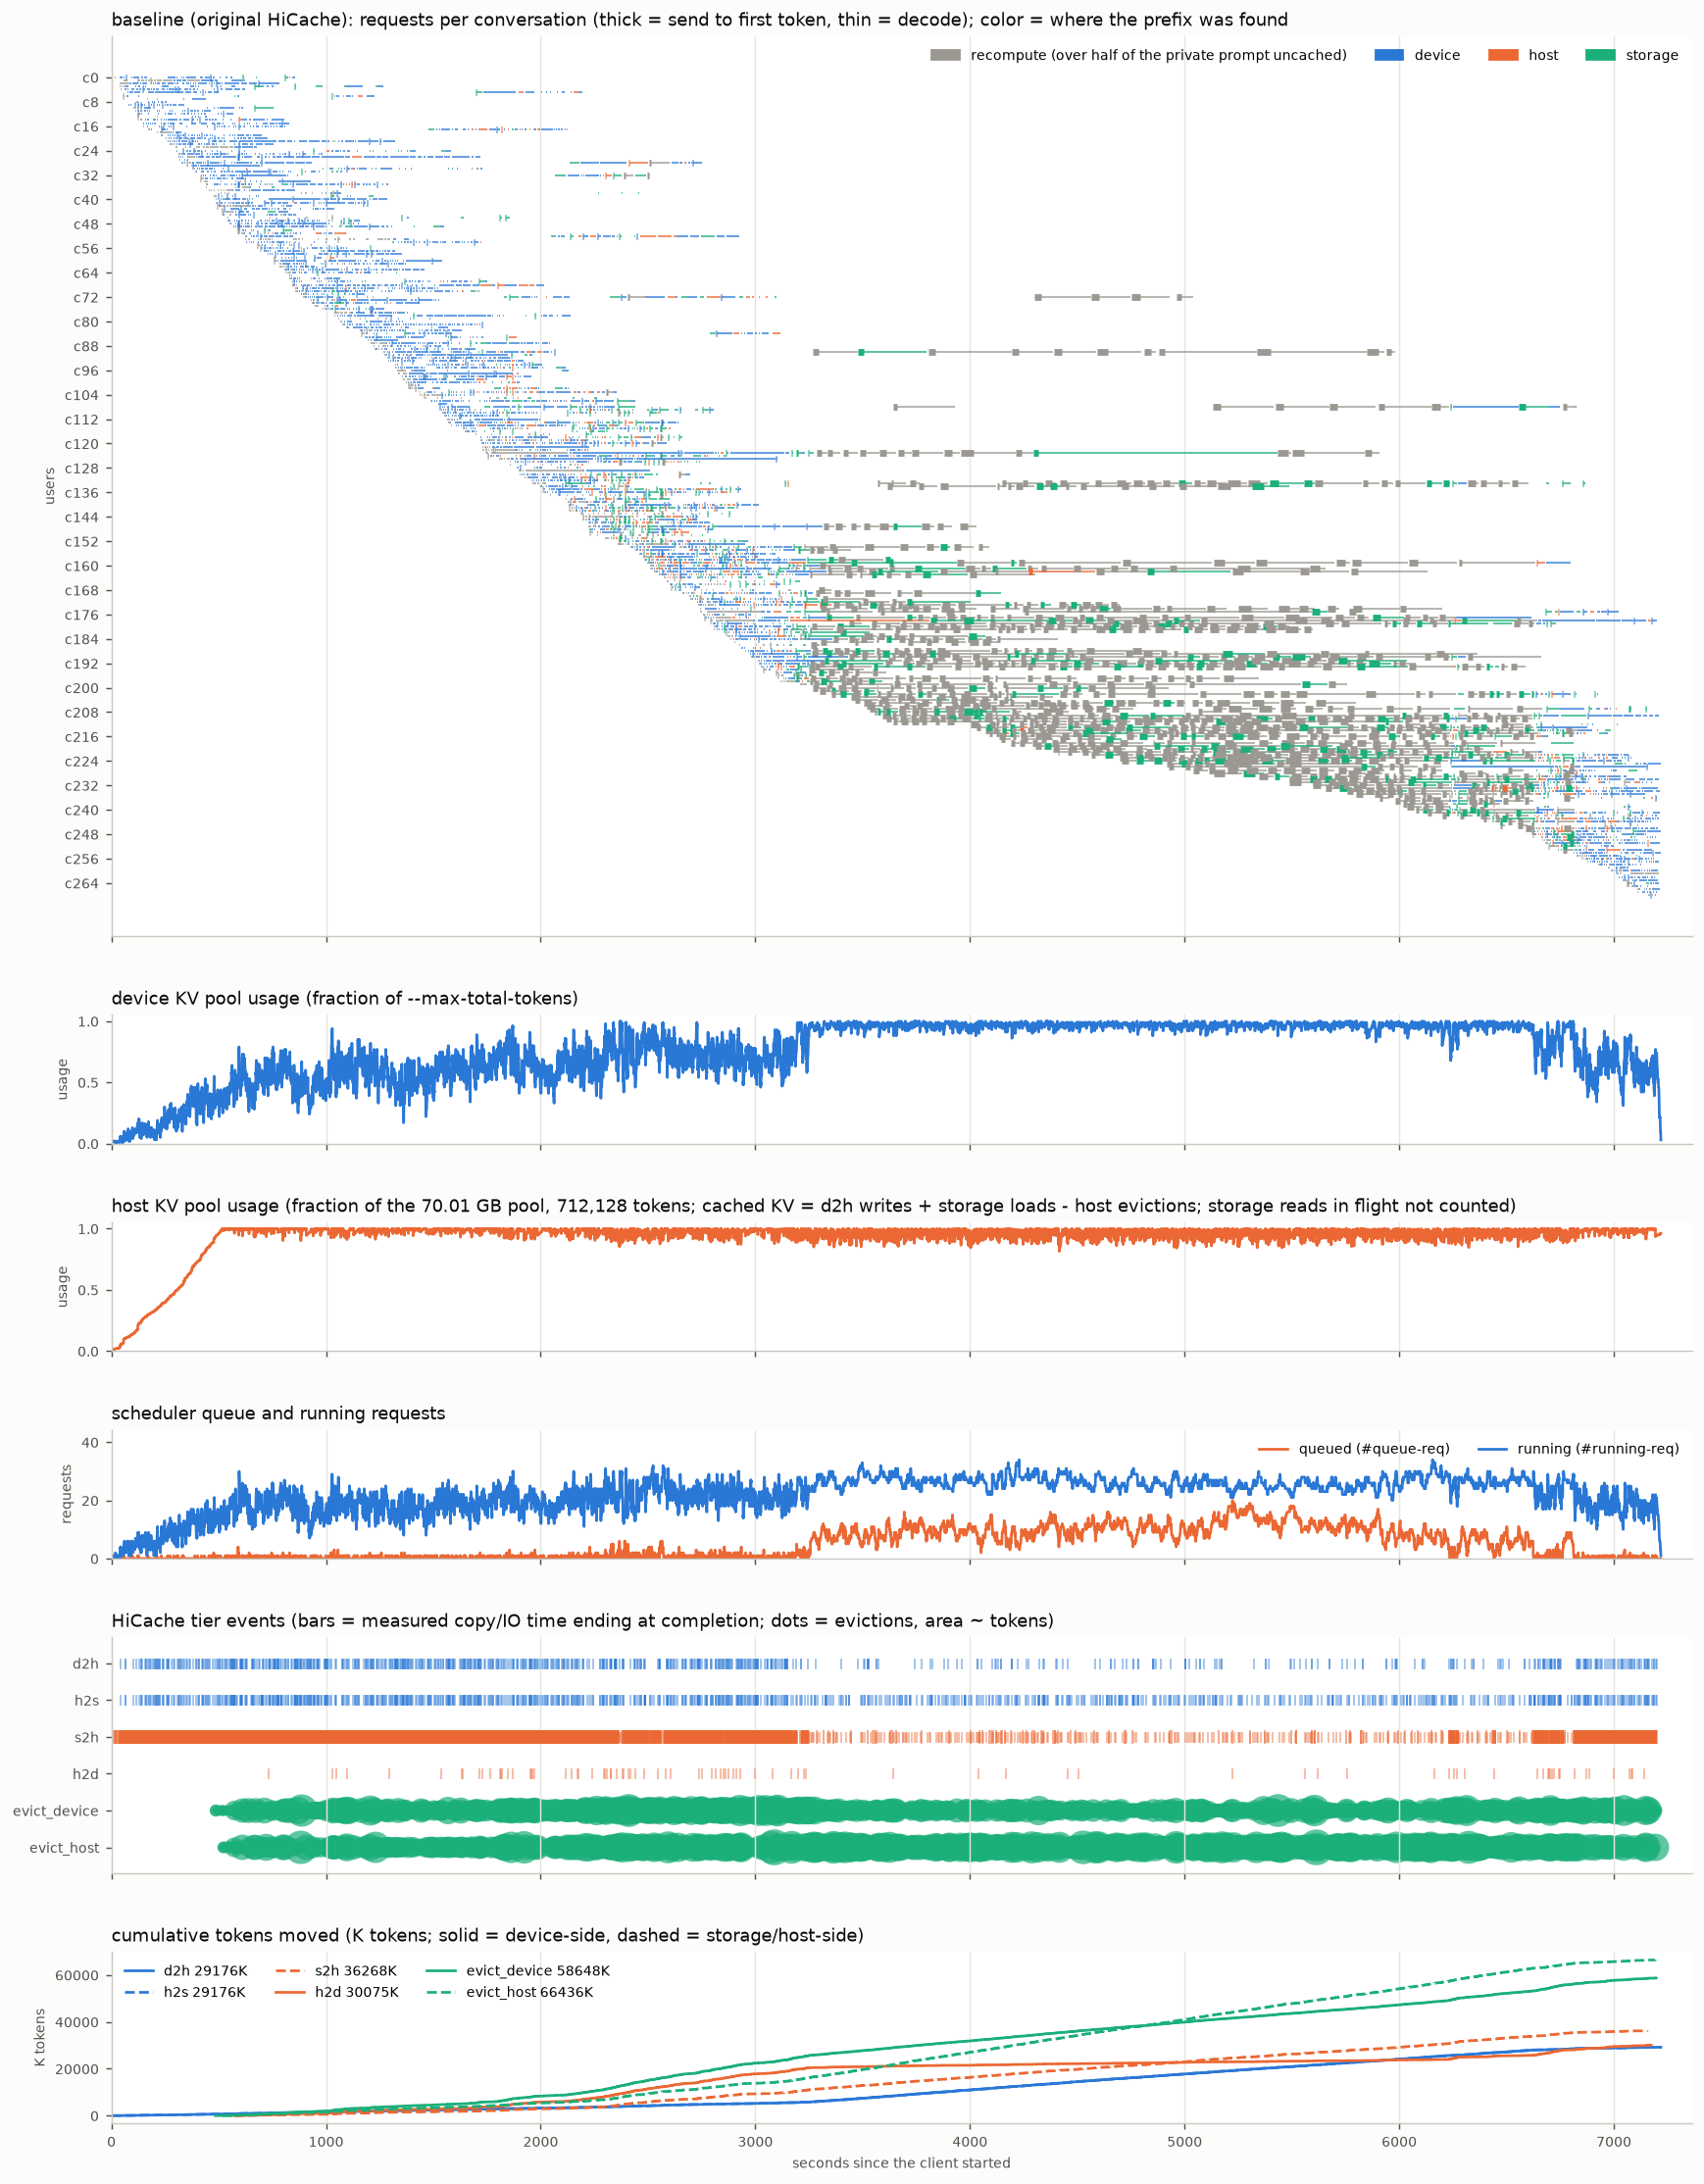 baseline (original HiCache): requests per conversation (thick = send to first token, thin = decode); color = where the prefix was found
recompute (over half of the private prompt uncached) device host storage
c0
c8
c16
c24
c32
c40
c48
c56
c64
c72
c80
c88
c96
c104
c112
c120
c128
c136
c144
c152
c160
c168
c176
c184
c192
c200
c208
c216
c224
c232
c240
c248
c256
c264
users
device KV pool usage (fraction of --max-total-tokens)
1.0
0.5
0.0
usage
host KV pool usage (fraction of the 70.01 GB pool, 712,128 tokens; cached KV = d2h writes + storage loads - host evictions; storage reads in flight not counted)
1.0
0.5
0.0
usage
scheduler queue and running requests
queued (#queue-req) running (#running-req)
40
20
0
requests
HiCache tier events (bars = measured copy/IO time ending at completion; dots = evictions, area ~ tokens)
d2h
h2s
s2h
h2d
evict_device
evict_host
cumulative tokens moved (K tokens; solid = device-side, dashed = storage/host-side)
d2h 29176K s2h 36268K evict_device 58648K
h2s 29176K h2d 30075K evict_host 66436K
60000
40000
20000
0
K tokens
0 1000 2000 3000 4000 5000 6000 7000
seconds since the client started